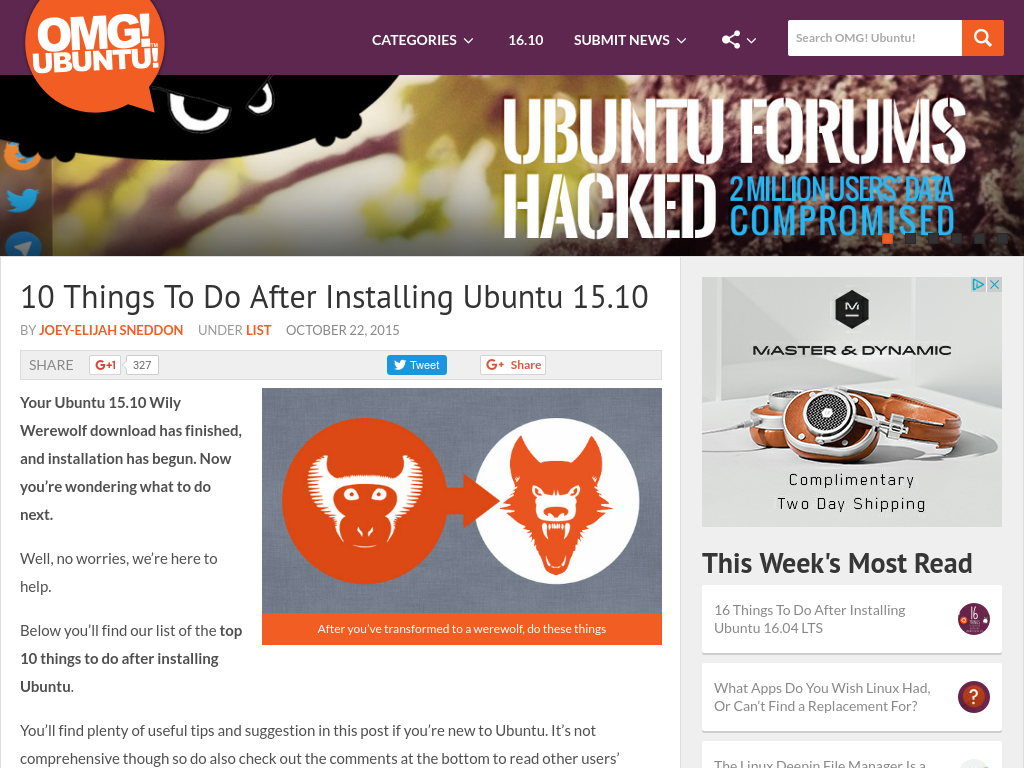 OMG!
UBUNTU!
CATEGORIES
16.10
SUBMIT NEWS
Search OMG! Ubuntu!
UBUNTU FORUMS
HACKED
2 MILLION USERS' DATA
COMPROMISED
10 Things To Do After Installing Ubuntu 15.10
BY JOEY-ELIJAH SNEDDON UNDER LIST OCTOBER 22, 2015
SHARE
G+1
327
Tweet
G+ Share
Your Ubuntu 15.10 Wily
Werewolf download has finished,
and installation has begun. Now
you’re wondering what to do
next.
After you’ve transformed to a werewolf, do these things
Well, no worries, we’re here to
help.
Below you’ll find our list of the top
10 things to do after installing
Ubuntu.
You’ll find plenty of useful tips and suggestion in this post if you’re new to Ubuntu. It’s not
comprehensive though so do also check out the comments at the bottom to read other users’
M
MASTER & DYNAMIC
Complimentary
Two Day Shipping
This Week's Most Read
16 Things To Do After Installing
Ubuntu 16.04 LTS
What Apps Do You Wish Linux Had,
Or Can’t Find a Replacement For?
The Linux Deepin File Manager Is a